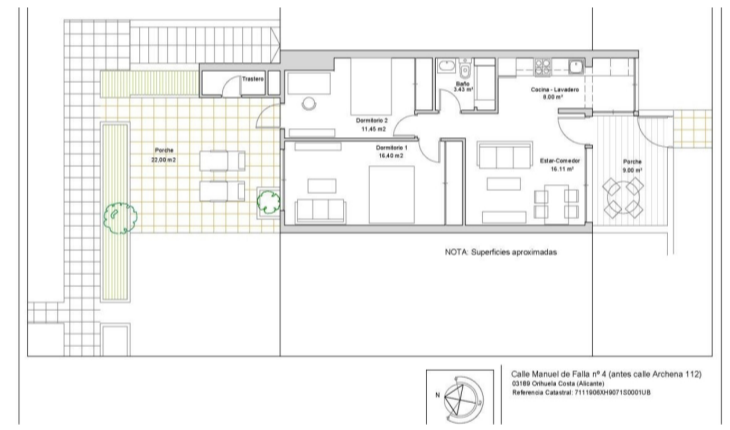 Trastero
Baño
3.43 m²
Cocina - Lavadero
8.00 m²
Dormitorio 2
11,45 m2
Porche
22.00 m2
Dormitorio 1
16,40 m2
Estar-Comedor
16.11 m²
Porche
9.00 m²
NOTA: Superficies aproximadas
Calle Manuel de Falla nº 4 (antes calle Archena 112)
03189 Orihuela Costa (Alicante)
Referencia Catastral: 7111906XH9071S0001UB
N